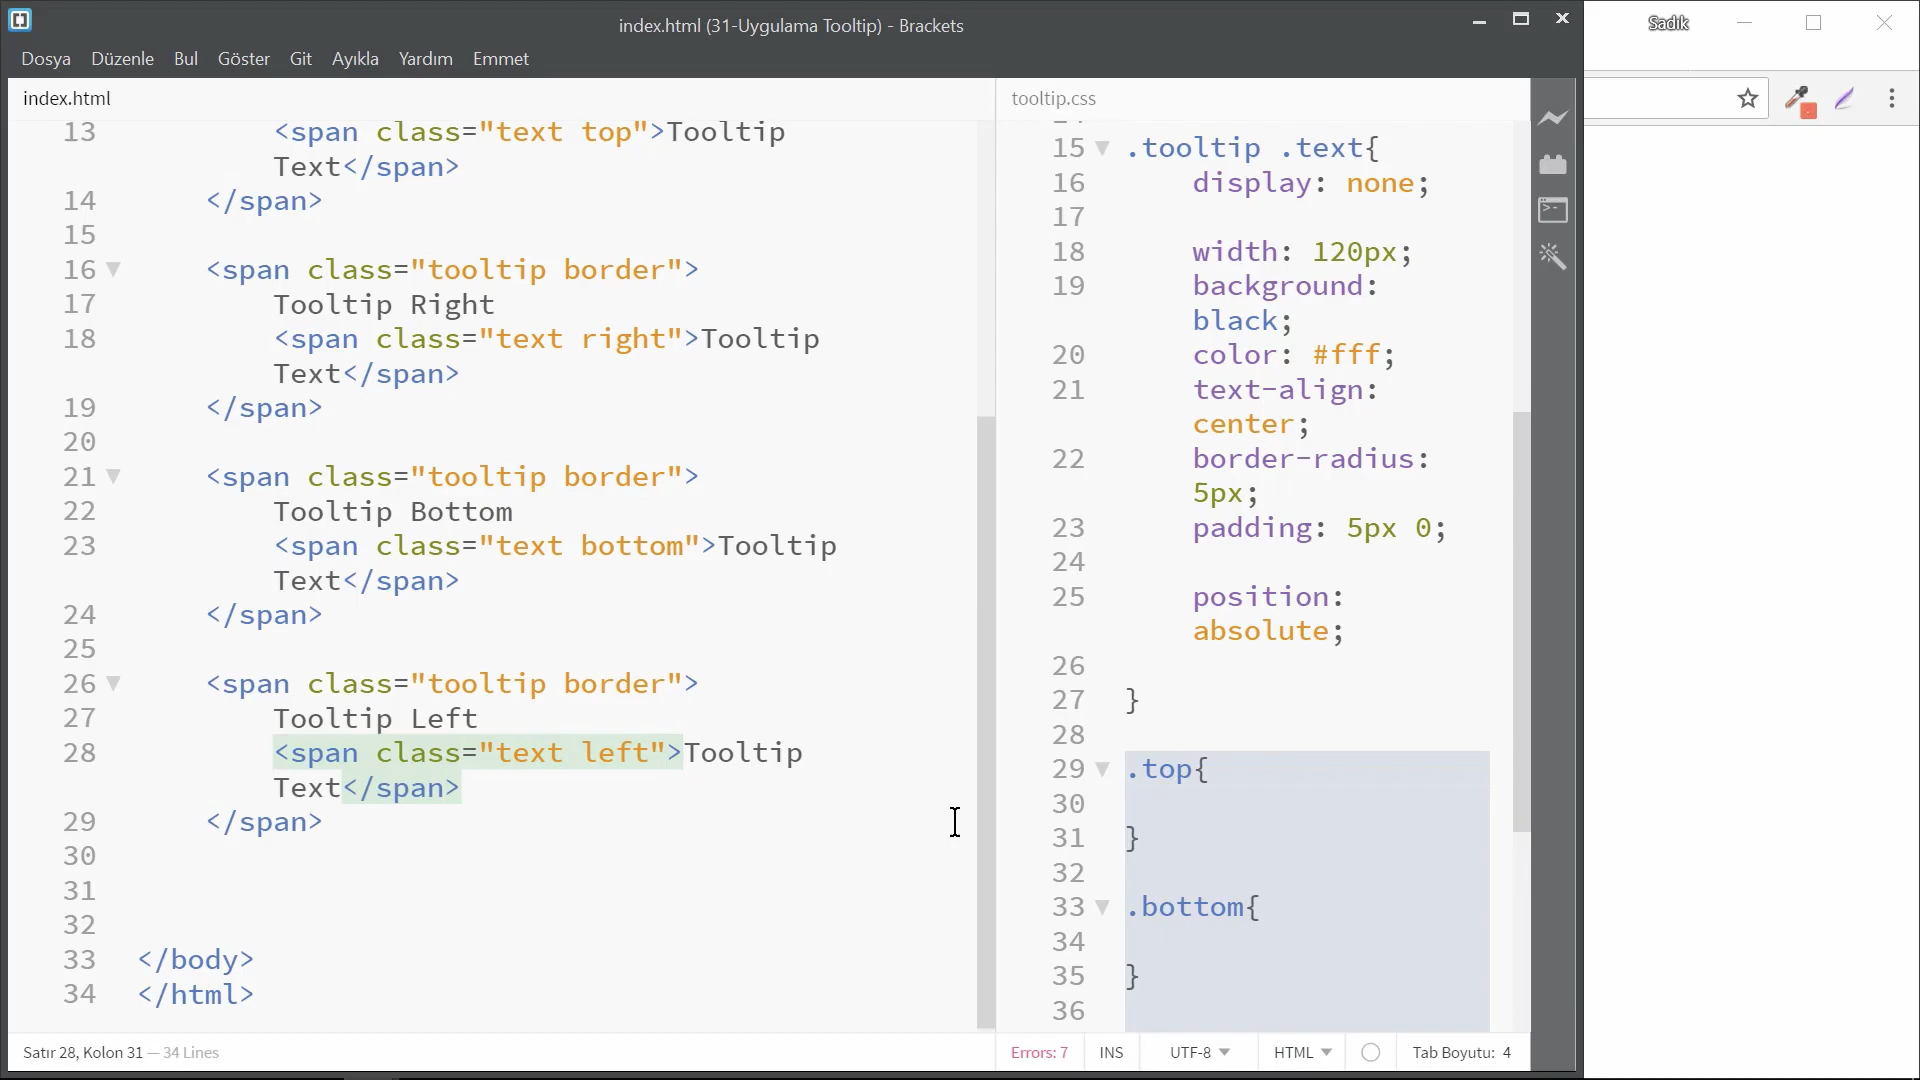 index.html (31-Uygulama Tooltip) - Brackets
Sadık
Dosya Düzenle Bul Göster Git Ayıkla Yardım Emmet
index.html
13 <span class="text top">Tooltip
Text</span>
14 </span>
15
16 <span class="tooltip border">
17 Tooltip Right
18 <span class="text right">Tooltip
Text</span>
19 </span>
20
21 <span class="tooltip border">
22 Tooltip Bottom
23 <span class="text bottom">Tooltip
Text</span>
24 </span>
25
26 <span class="tooltip border">
27 Tooltip Left
28 <span class="text left">Tooltip
Text</span>
29 </span>
30
31
32
33 </body>
34 </html>
tooltip.css
15 .tooltip .text{
16 display: none;
17
18 width: 120px;
19 background:
black;
20 color: #fff;
21 text-align:
center;
22 border-radius:
5px;
23 padding: 5px 0;
24
25 position:
absolute;
26
27 }
28
29 .top{
30
31 }
32
33 .bottom{
34
35 }
36
Satır 28, Kolon 31 — 34 Lines
Errors: 7 INS UTF-8 HTML Tab Boyutu: 4